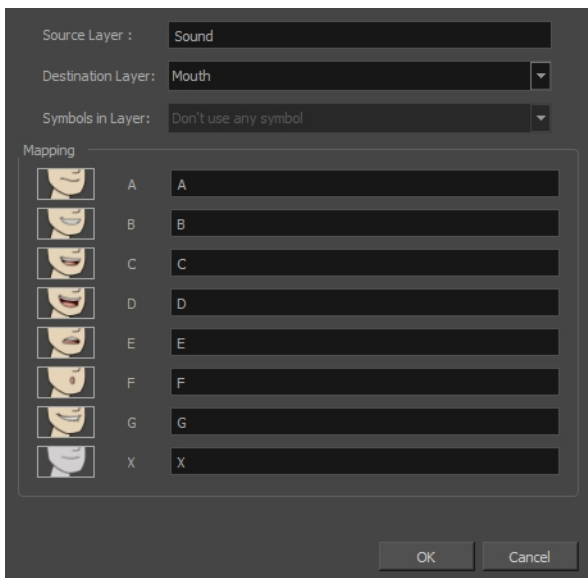 Source Layer : Sound
Destination Layer: Mouth
Symbols in Layer: Don't use any symbol
Mapping
A A
B B
C C
D D
E E
F F
G G
X X
OK Cancel